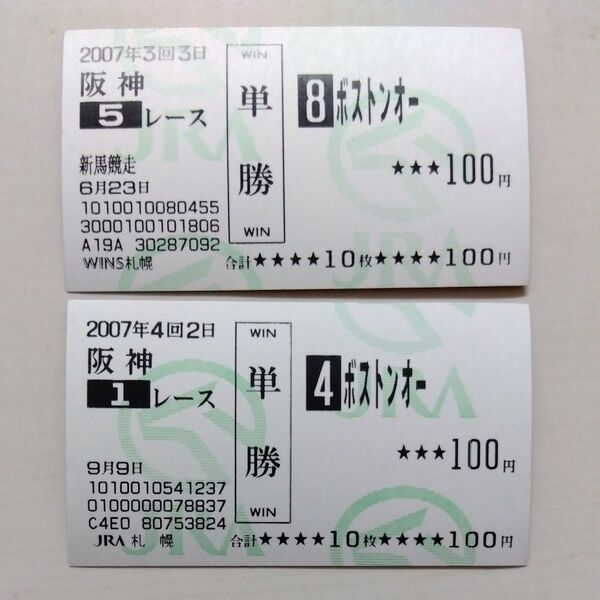 2007年3回3日
阪神
5 レース
新馬競走
6月23日
1010010080455
3000100101806
A19A 30287092
WINS札幌
WIN
単勝
WIN
8 ボストンオー
★★★100円
合計★★★★10枚★★★★100円
JRA
JRA
2007年4回2日
阪神
1 レース
9月9日
1010010541237
0100000078837
C4E0 80753824
JRA 札幌
WIN
単勝
WIN
4 ボストンオー
★★★100円
合計★★★★10枚★★★★100円
JRA
JRA